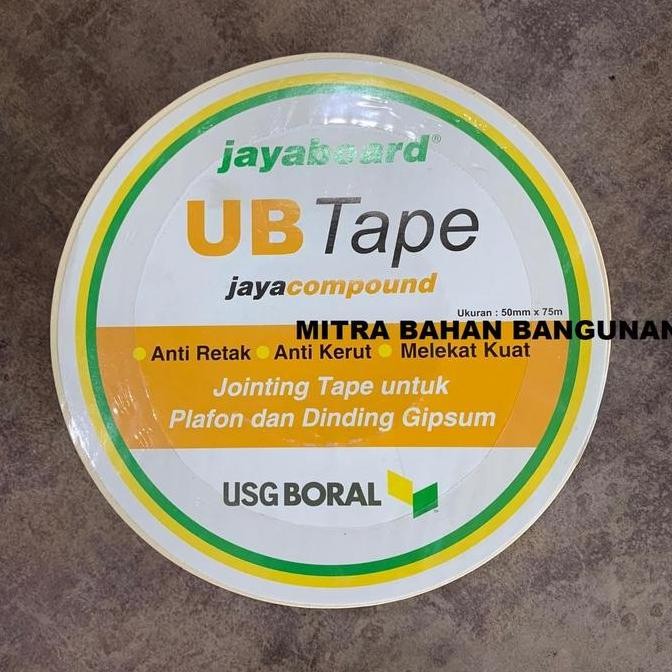 jayaboard®
UB Tape
jayacompound
Ukuran : 50mm x 75m
MITRA BAHAN BANGUNAN
Anti Retak Anti Kerut Melekat Kuat
Jointing Tape untuk
Plafon dan Dinding Gipsum
USG BORAL